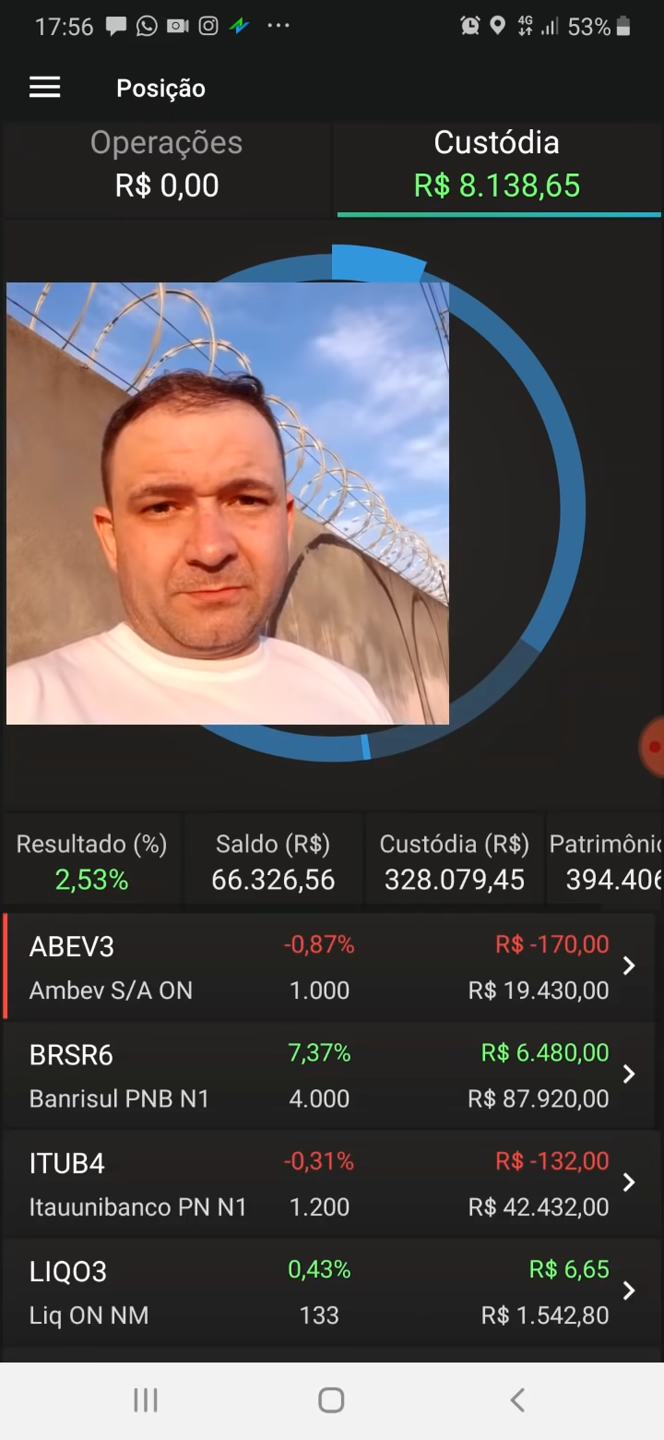 17:56 4G 53%
Posição
Operações Custódia
R$ 0,00 R$ 8.138,65
Resultado (%) Saldo (R$) Custódia (R$)
2,53% 66.326,56 328.079,45
ABEV3 -0,87% R$ -170,00
Ambev S/A ON 1.000 R$ 19.430,00
BRSR6 7,37% R$ 6.480,00
Banrisul PNB N1 4.000 R$ 87.920,00
ITUB4 -0,31% R$ -132,00
Itauunibanco PN N1 1.200 R$ 42.432,00
LIQO3 0,43% R$ 6,65
Liq ON NM 133 R$ 1.542,80